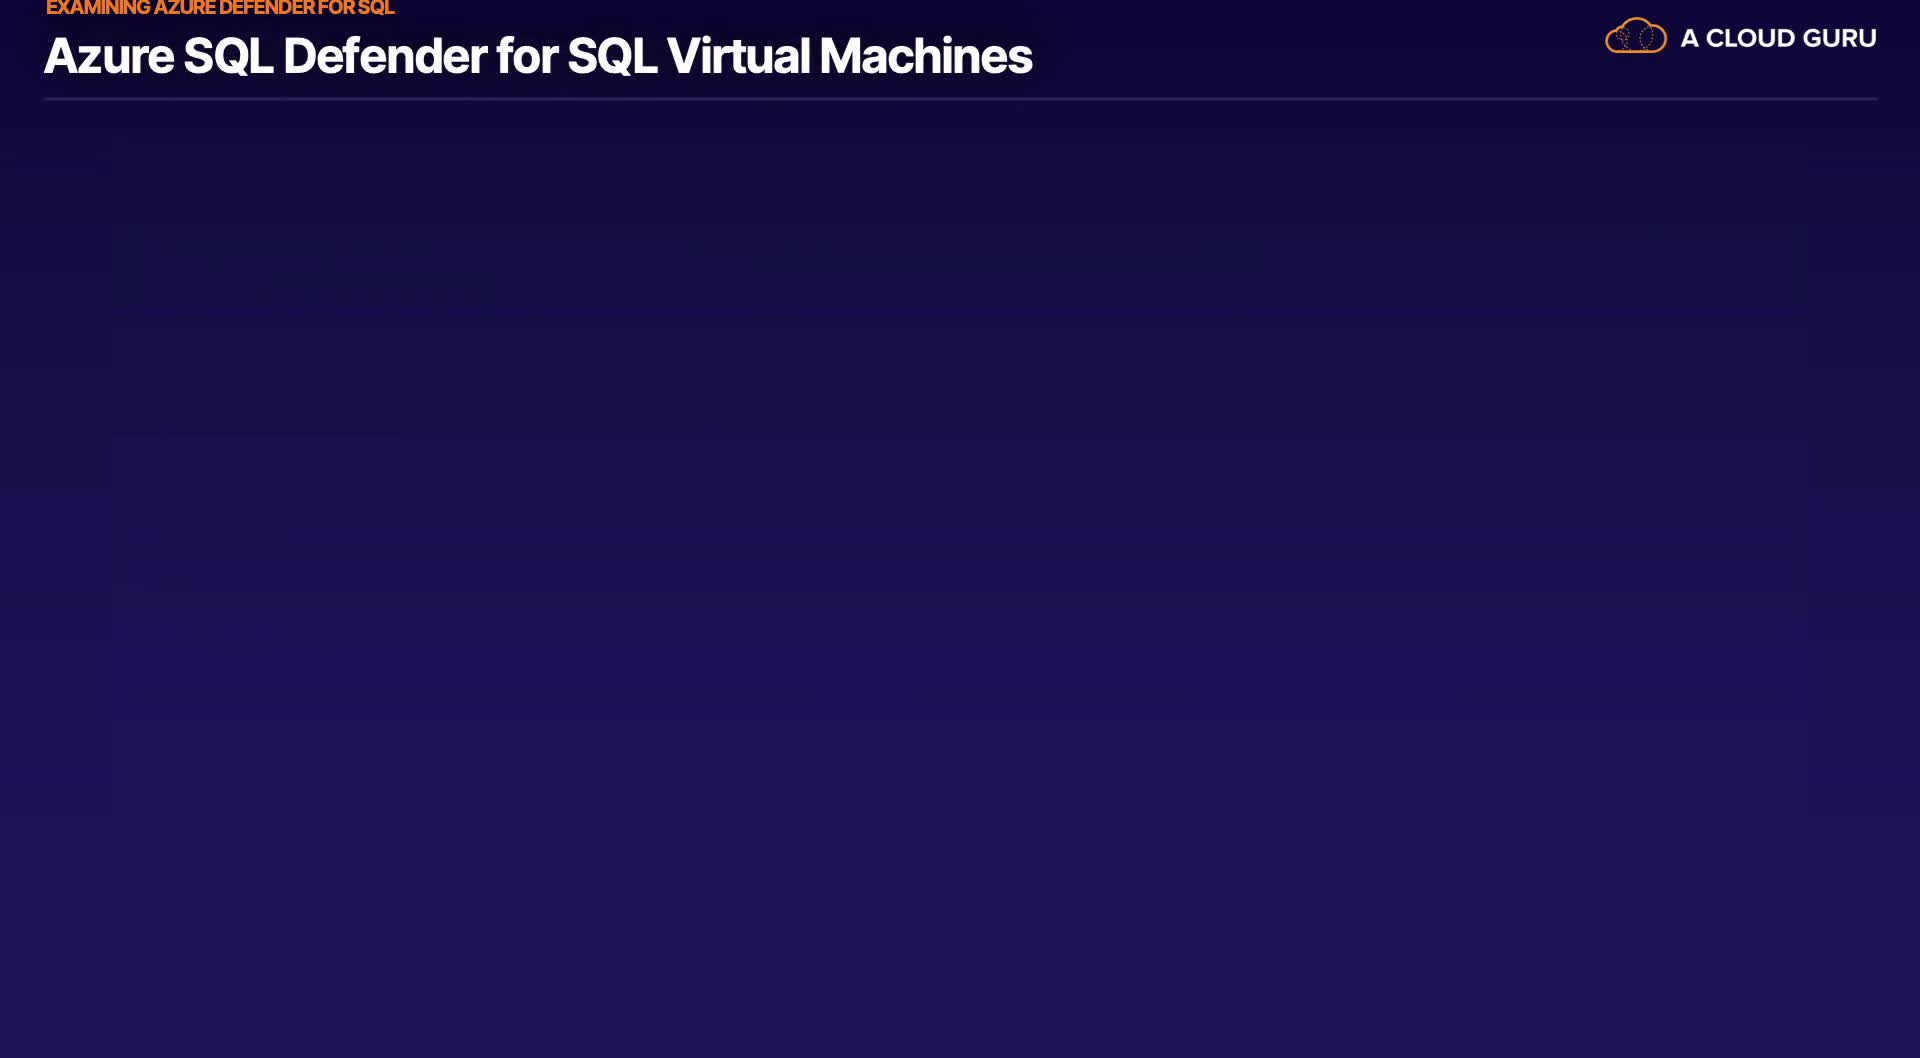 EXAMINING AZURE DEFENDER FOR SQL
Azure SQL Defender for SQL Virtual Machines
A CLOUD GURU